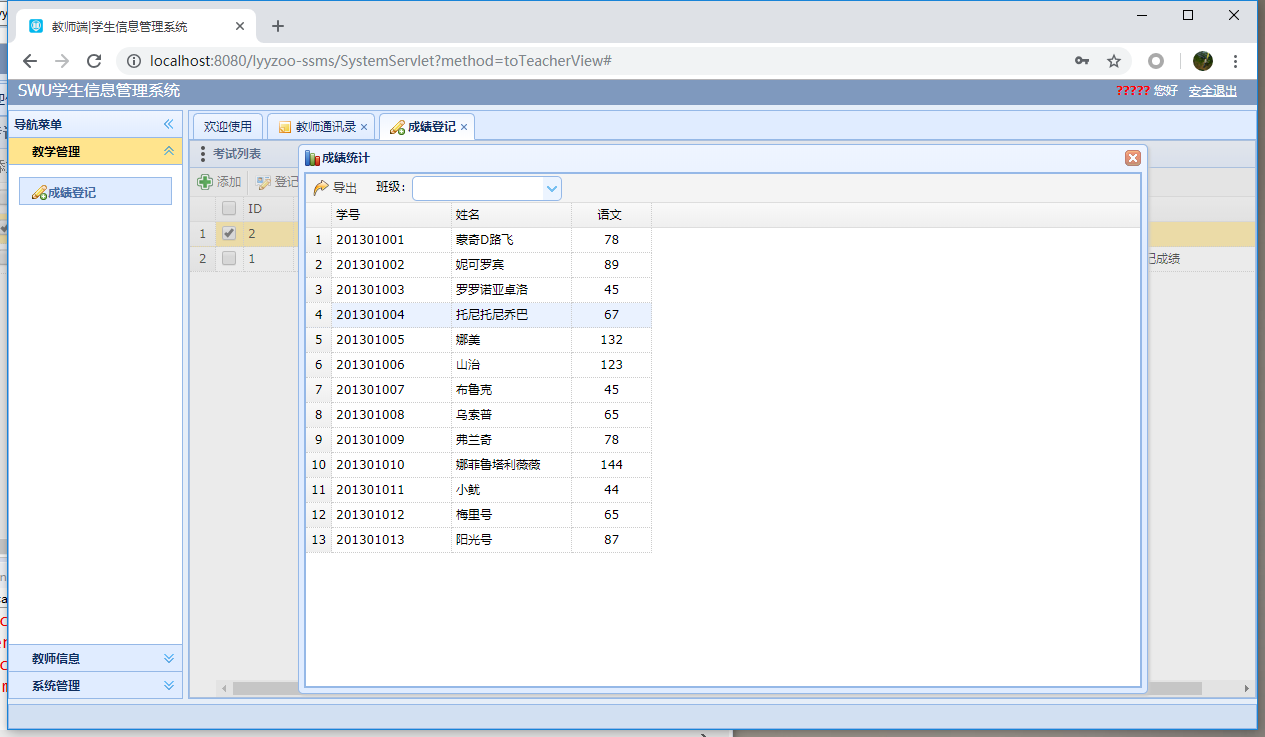 教师端|学生信息管理系统
localhost:8080/lyyzoo-ssms/SystemServlet?method=toTeacherView#
SWU学生信息管理系统
????? 您好 安全退出
导航菜单
教学管理
成绩登记
教师信息
系统管理
欢迎使用 教师通讯录 成绩登记
考试列表
添加 登记
ID
1 2
2 1
己成绩
成绩统计
导出 班级:
学号 姓名 语文
1 201301001 蒙奇D路飞 78
2 201301002 妮可罗宾 89
3 201301003 罗罗诺亚卓洛 45
4 201301004 托尼托尼乔巴 67
5 201301005 娜美 132
6 201301006 山治 123
7 201301007 布鲁克 45
8 201301008 乌索普 65
9 201301009 弗兰奇 78
10 201301010 娜菲鲁塔利薇薇 144
11 201301011 小鱿 44
12 201301012 梅里号 65
13 201301013 阳光号 87